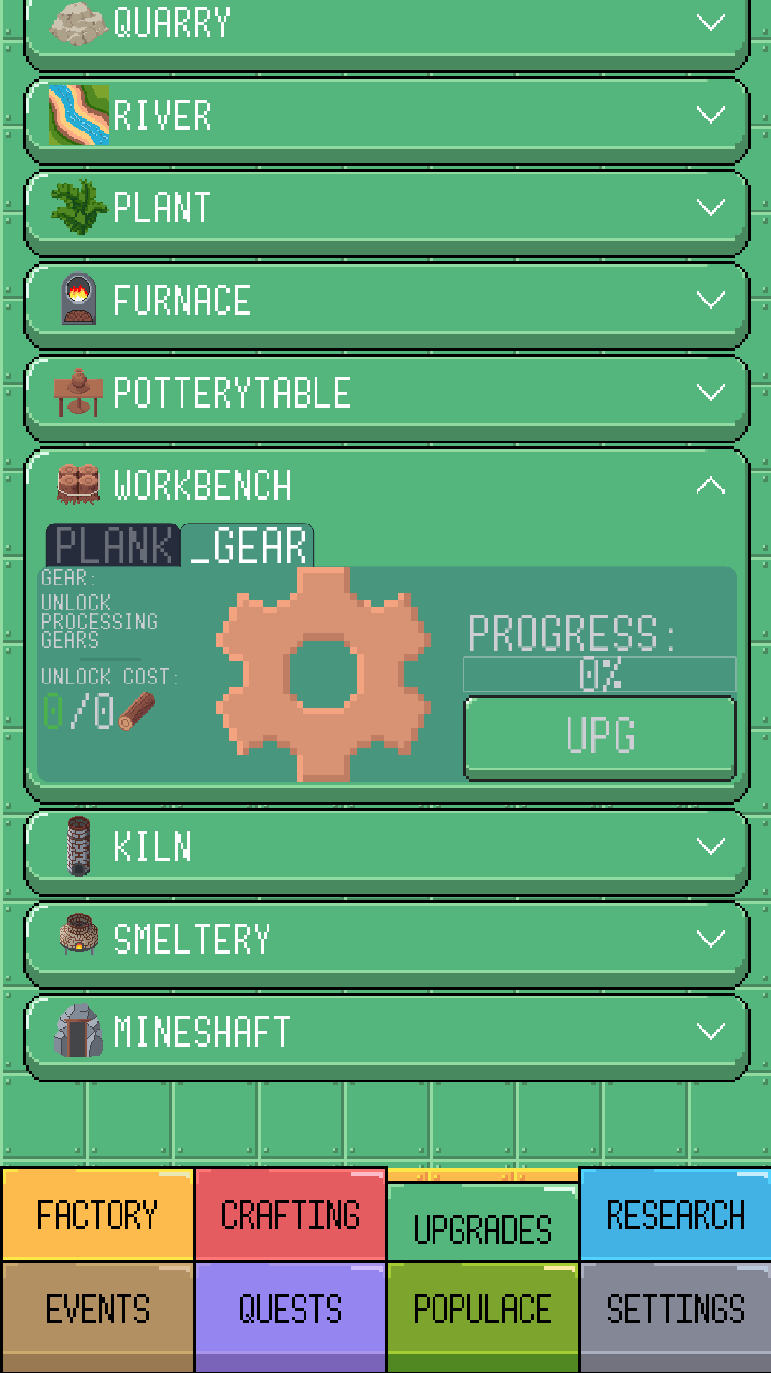 QUARRY
RIVER
PLANT
FURNACE
POTTERYTABLE
WORKBENCH
PLANK _GEAR
GEAR:
UNLOCK
PROCESSING
GEARS
UNLOCK COST:
0/0
PROGRESS:
0%
UPG
KILN
SMELTERY
MINESHAFT
FACTORY CRAFTING UPGRADES RESEARCH
EVENTS QUESTS POPULACE SETTINGS